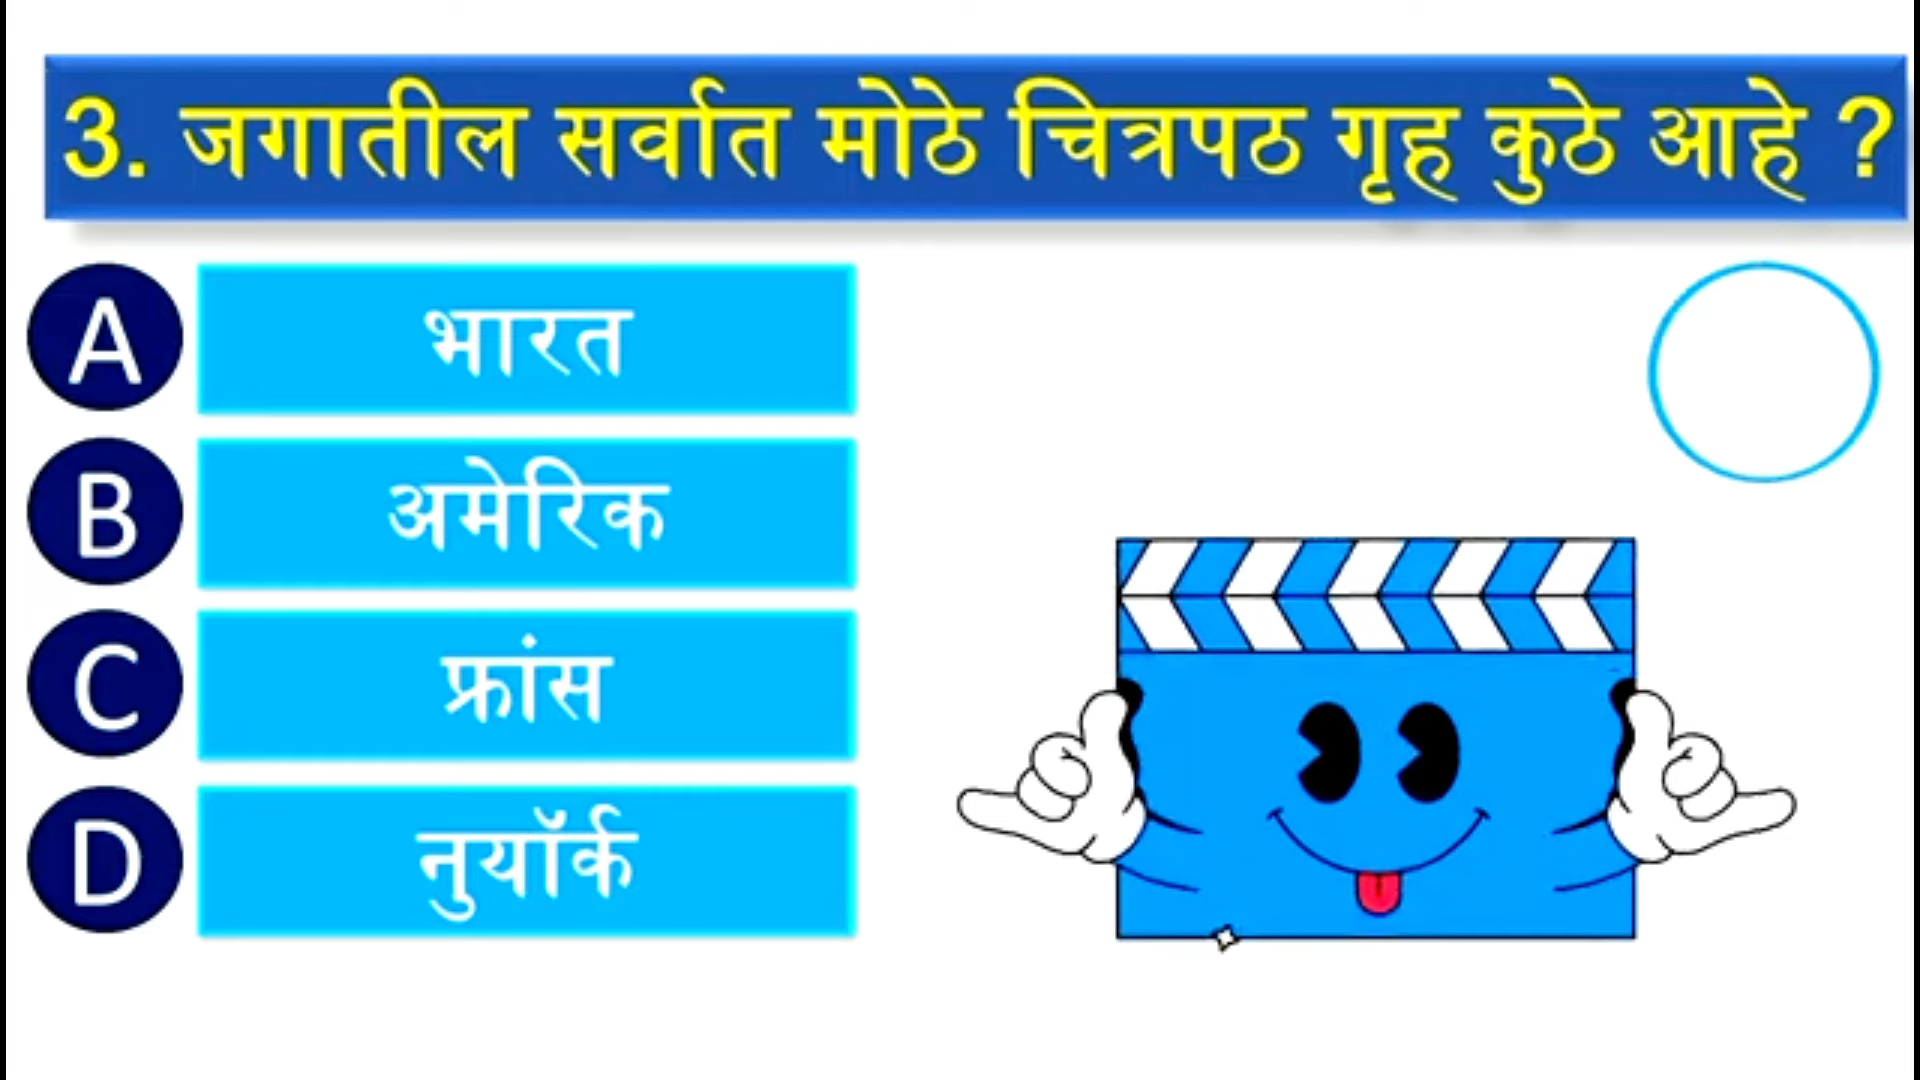 3. जगातील सर्वात मोठे चित्रपठ गृह कुठे आहे ?
A भारत
B अमेरिक
C फ्रांस
D नुयॉर्क